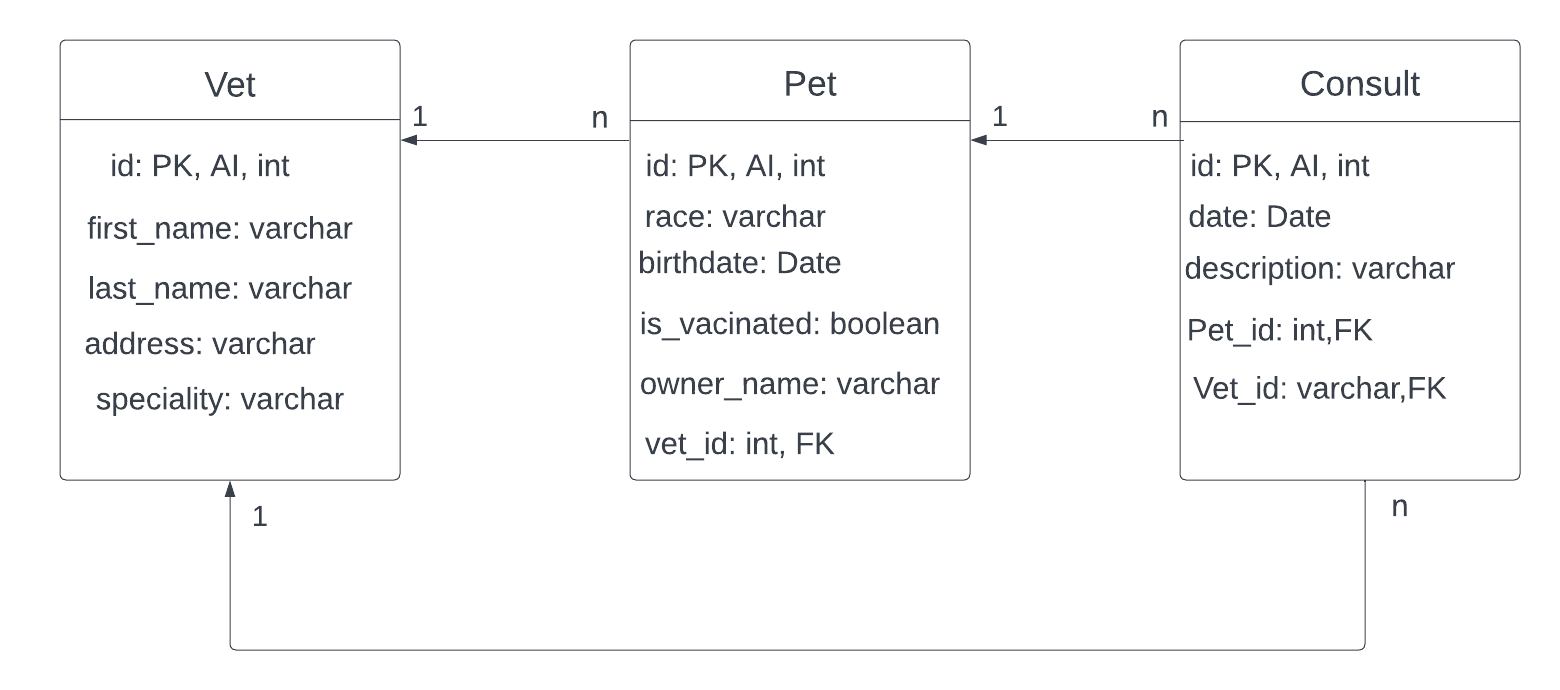 Vet
id: PK, AI, int
first_name: varchar
last_name: varchar
address: varchar
speciality: varchar
1
n
Pet
id: PK, AI, int
race: varchar
birthdate: Date
is_vacinated: boolean
owner_name: varchar
vet_id: int, FK
1
n
Consult
id: PK, AI, int
date: Date
description: varchar
Pet_id: int,FK
Vet_id: varchar,FK
1
n